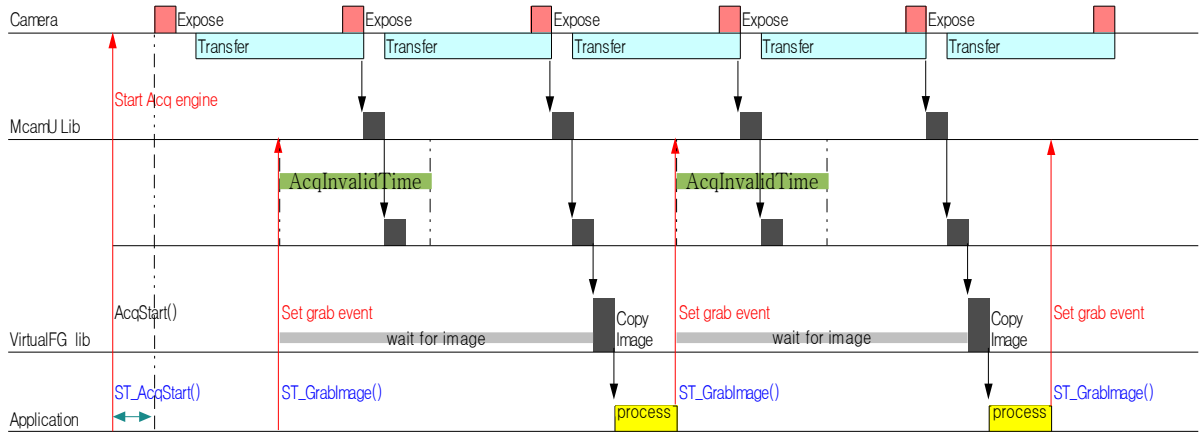 Camera
Expose
Expose
Expose
Expose
Expose
Transfer
Transfer
Transfer
Transfer
Transfer
Start Acq engine
McamU Lib
AcqInvalidTime
AcqInvalidTime
AcqStart()
Set grab event
Copy
Image
Set grab event
Copy
Image
Set grab event
VirtualFG lib
wait for image
wait for image
ST_AcqStart()
ST_GrabImage()
ST_GrabImage()
ST_GrabImage()
Application
process
process